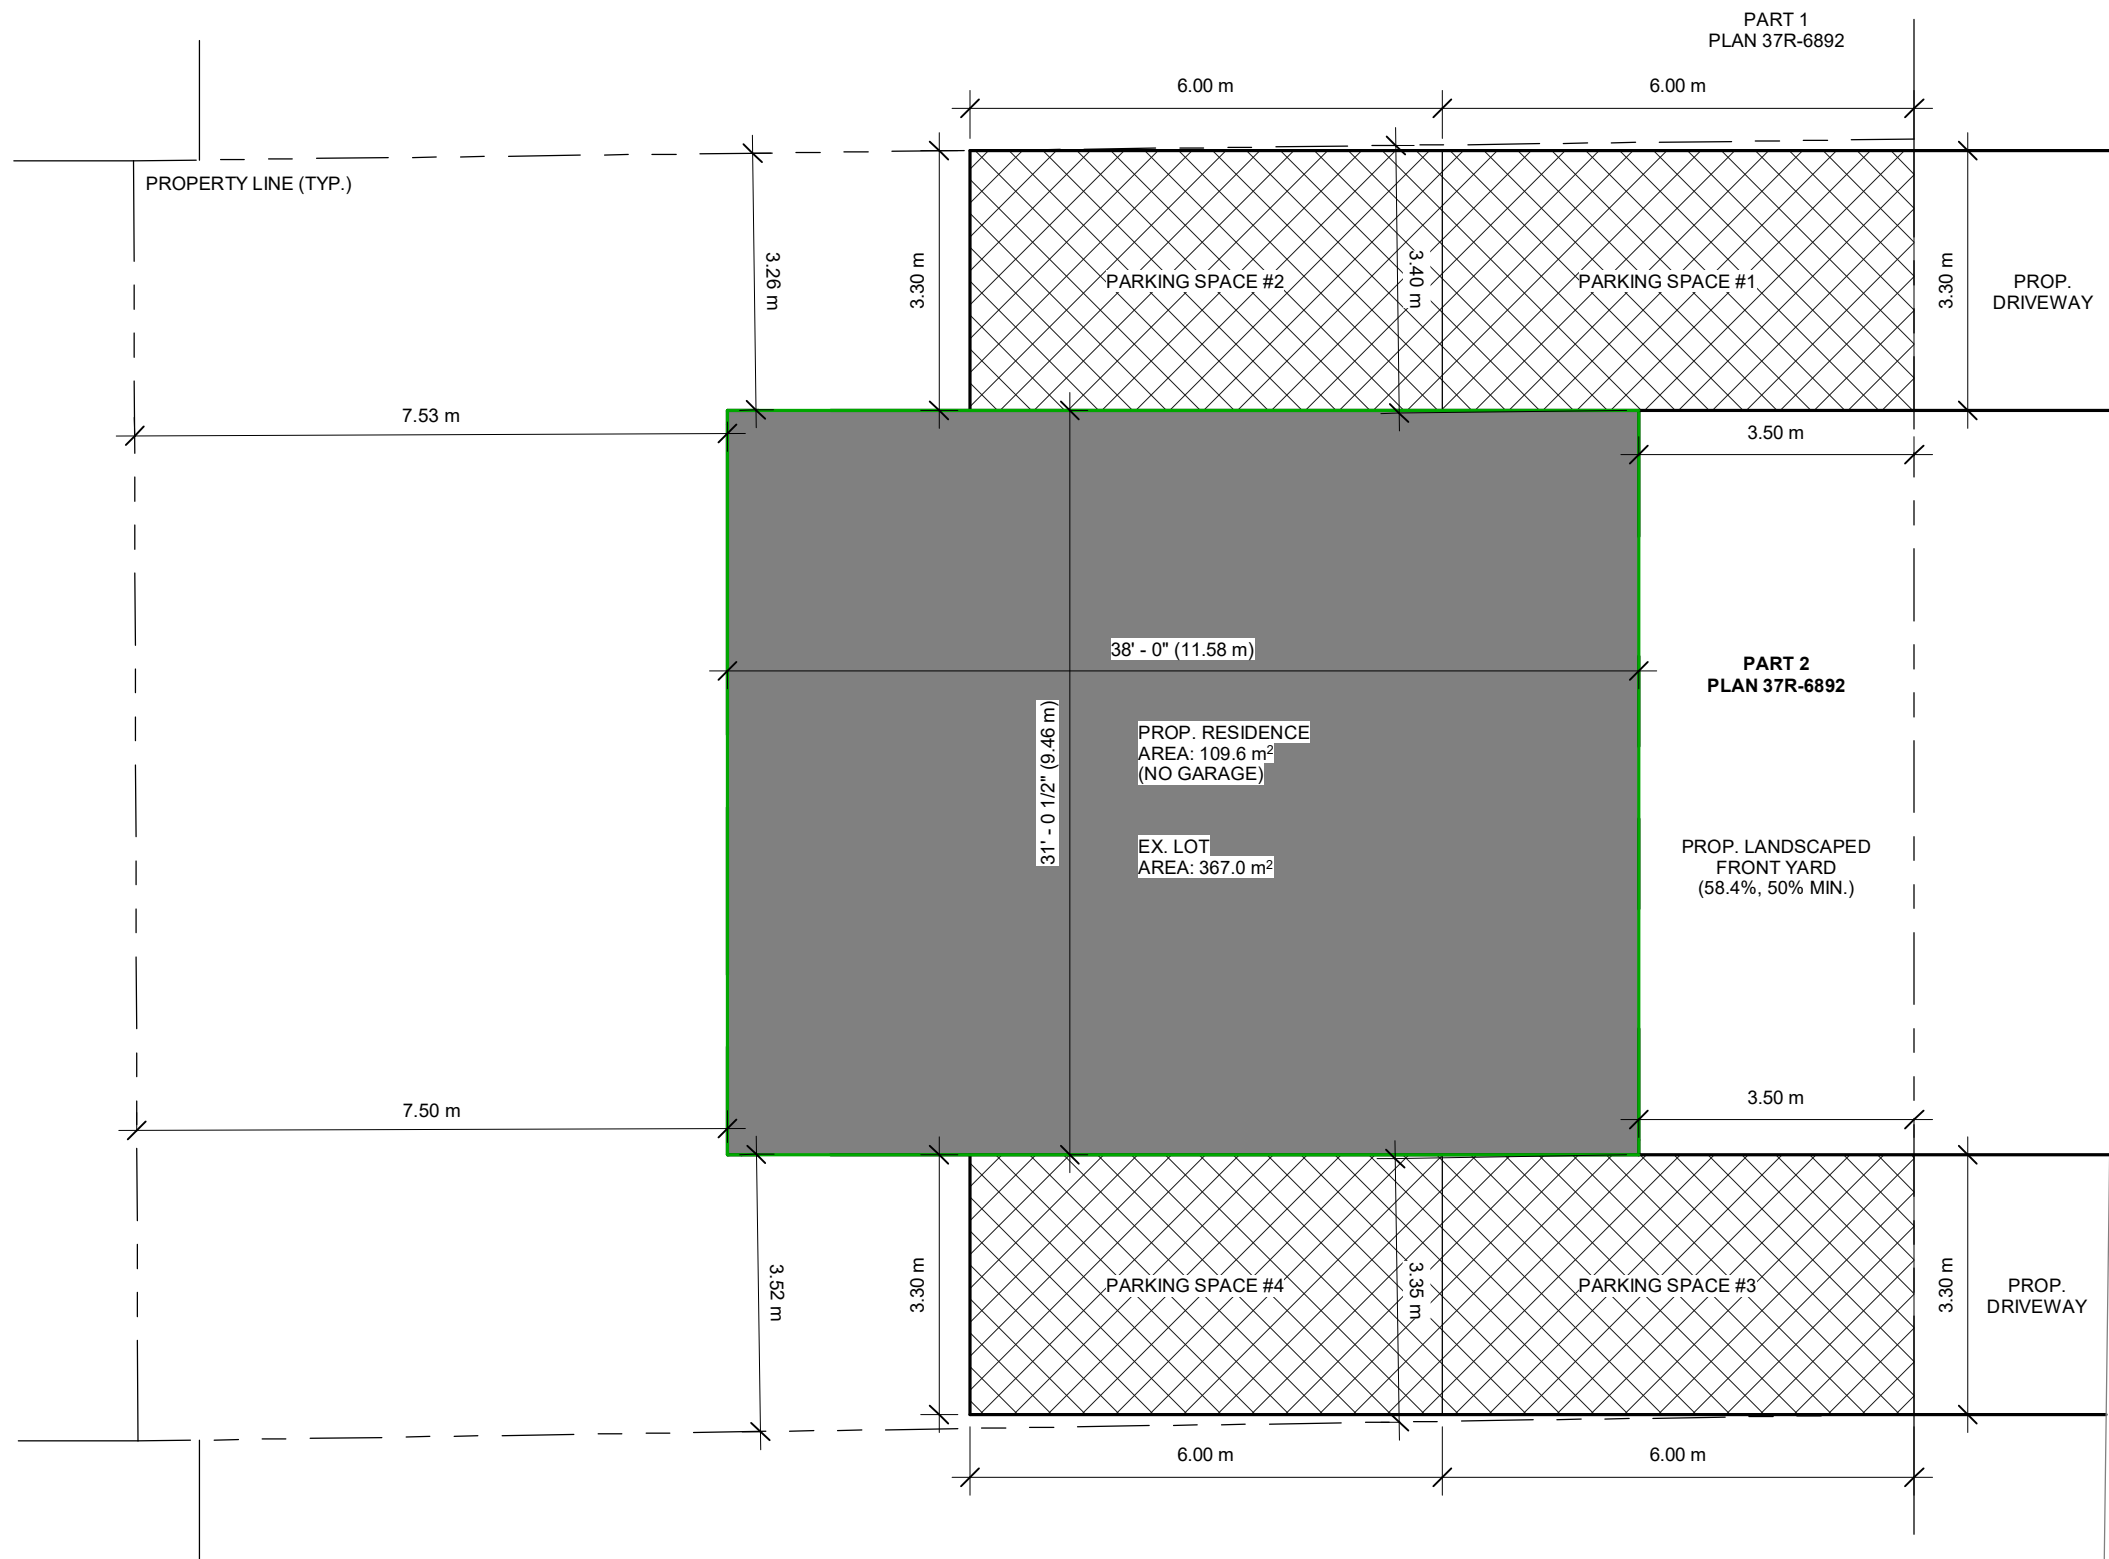 PART 1
PLAN 37R-6892
6.00 m
6.00 m
PROPERTY LINE (TYP.)
3.26 m
3.30 m
PARKING SPACE #2
3.40 m
PARKING SPACE #1
3.30 m
PROP.
DRIVEWAY
7.53 m
3.50 m
38' - 0" (11.58 m)
31' - 0 1/2" (9.46 m)
PROP. RESIDENCE
AREA: 109.6 m²
(NO GARAGE)
EX. LOT
AREA: 367.0 m²
PART 2
PLAN 37R-6892
PROP. LANDSCAPED
FRONT YARD
(58.4%, 50% MIN.)
7.50 m
3.50 m
3.52 m
3.30 m
PARKING SPACE #4
3.35 m
PARKING SPACE #3
3.30 m
PROP.
DRIVEWAY
6.00 m
6.00 m